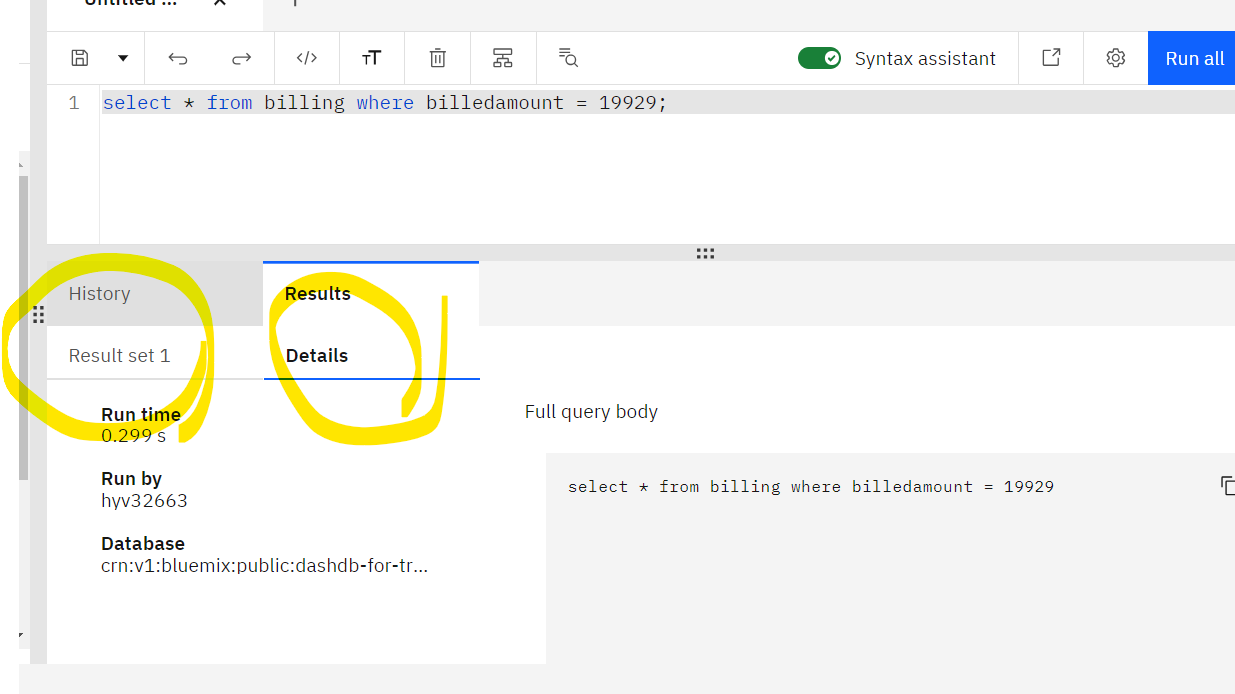 Untitled ...
Syntax assistant
Run all
1 select * from billing where billedamount = 19929;
History
Results
Result set 1
Details
Run time
0.299 s
Run by
hyv32663
Database
crn:v1:bluemix:public:dashdb-for-tr...
Full query body
select * from billing where billedamount = 19929